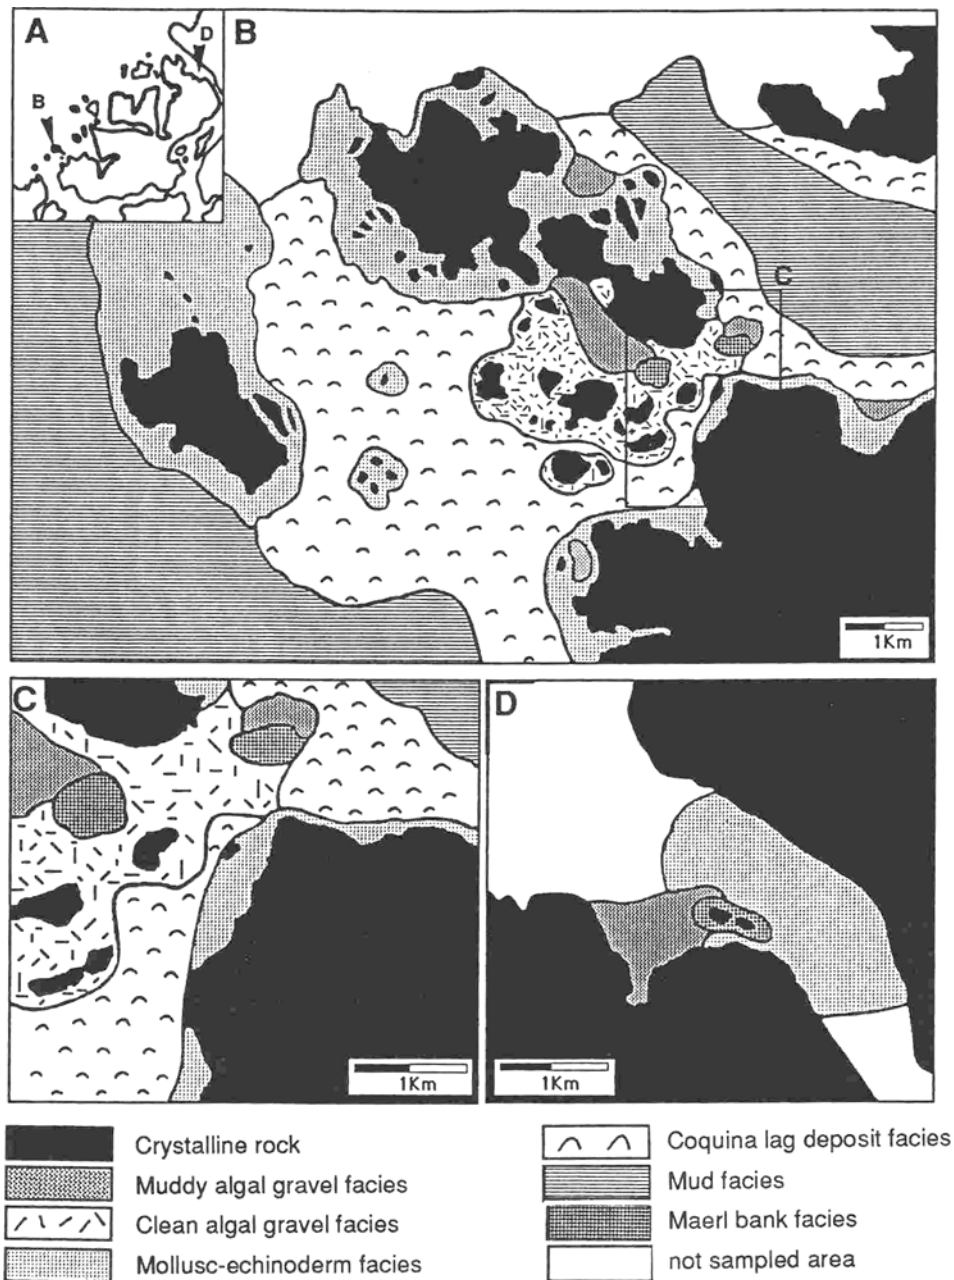 A
D
B
B
C
1Km
C
1Km
D
1Km
Crystalline rock
Muddy algal gravel facies
Clean algal gravel facies
Mollusc-echinoderm facies
Coquina lag deposit facies
Mud facies
Maerl bank facies
not sampled area